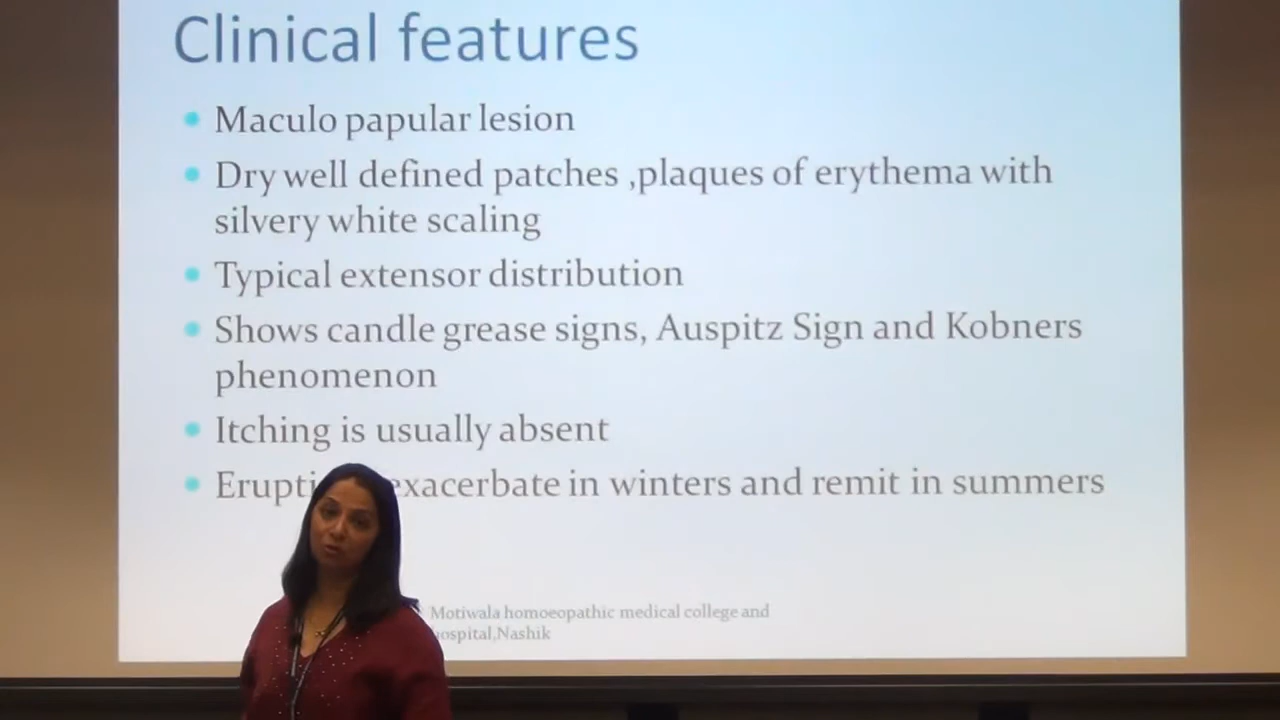 Clinical features
Maculo papular lesion
Dry well defined patches ,plaques of erythema with
silvery white scaling
Typical extensor distribution
Shows candle grease signs, Auspitz Sign and Kobners
phenomenon
Itching is usually absent
exacerbate in winters and remit in summers
Motiwala homoeopathic medical college and
hospital,Nashik